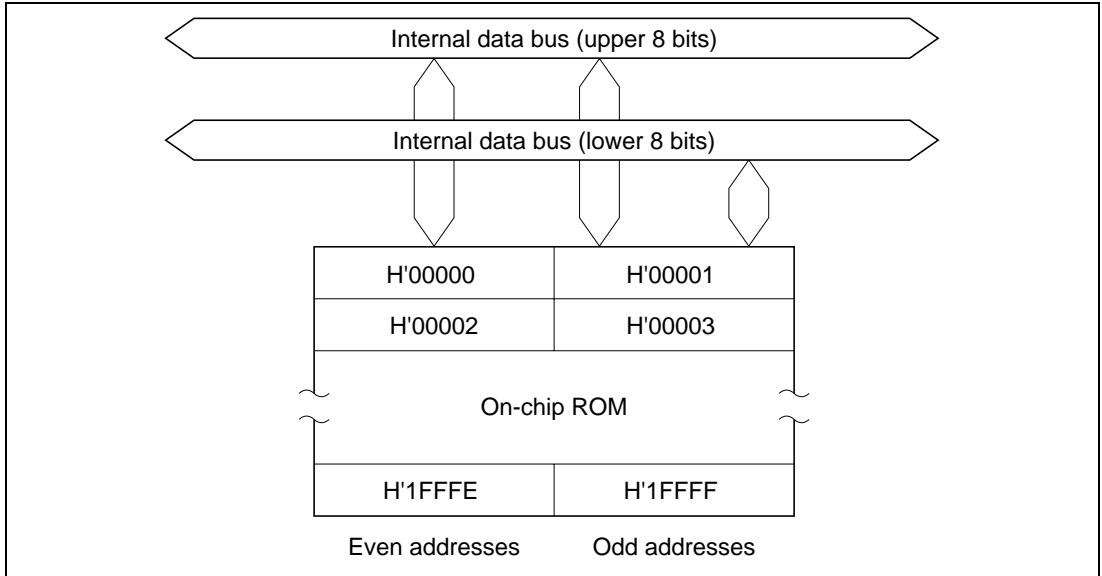 Internal data bus (upper 8 bits)
Internal data bus (lower 8 bits)
H'00000 H'00001
H'00002 H'00003
On-chip ROM
H'1FFFE H'1FFFF
Even addresses Odd addresses